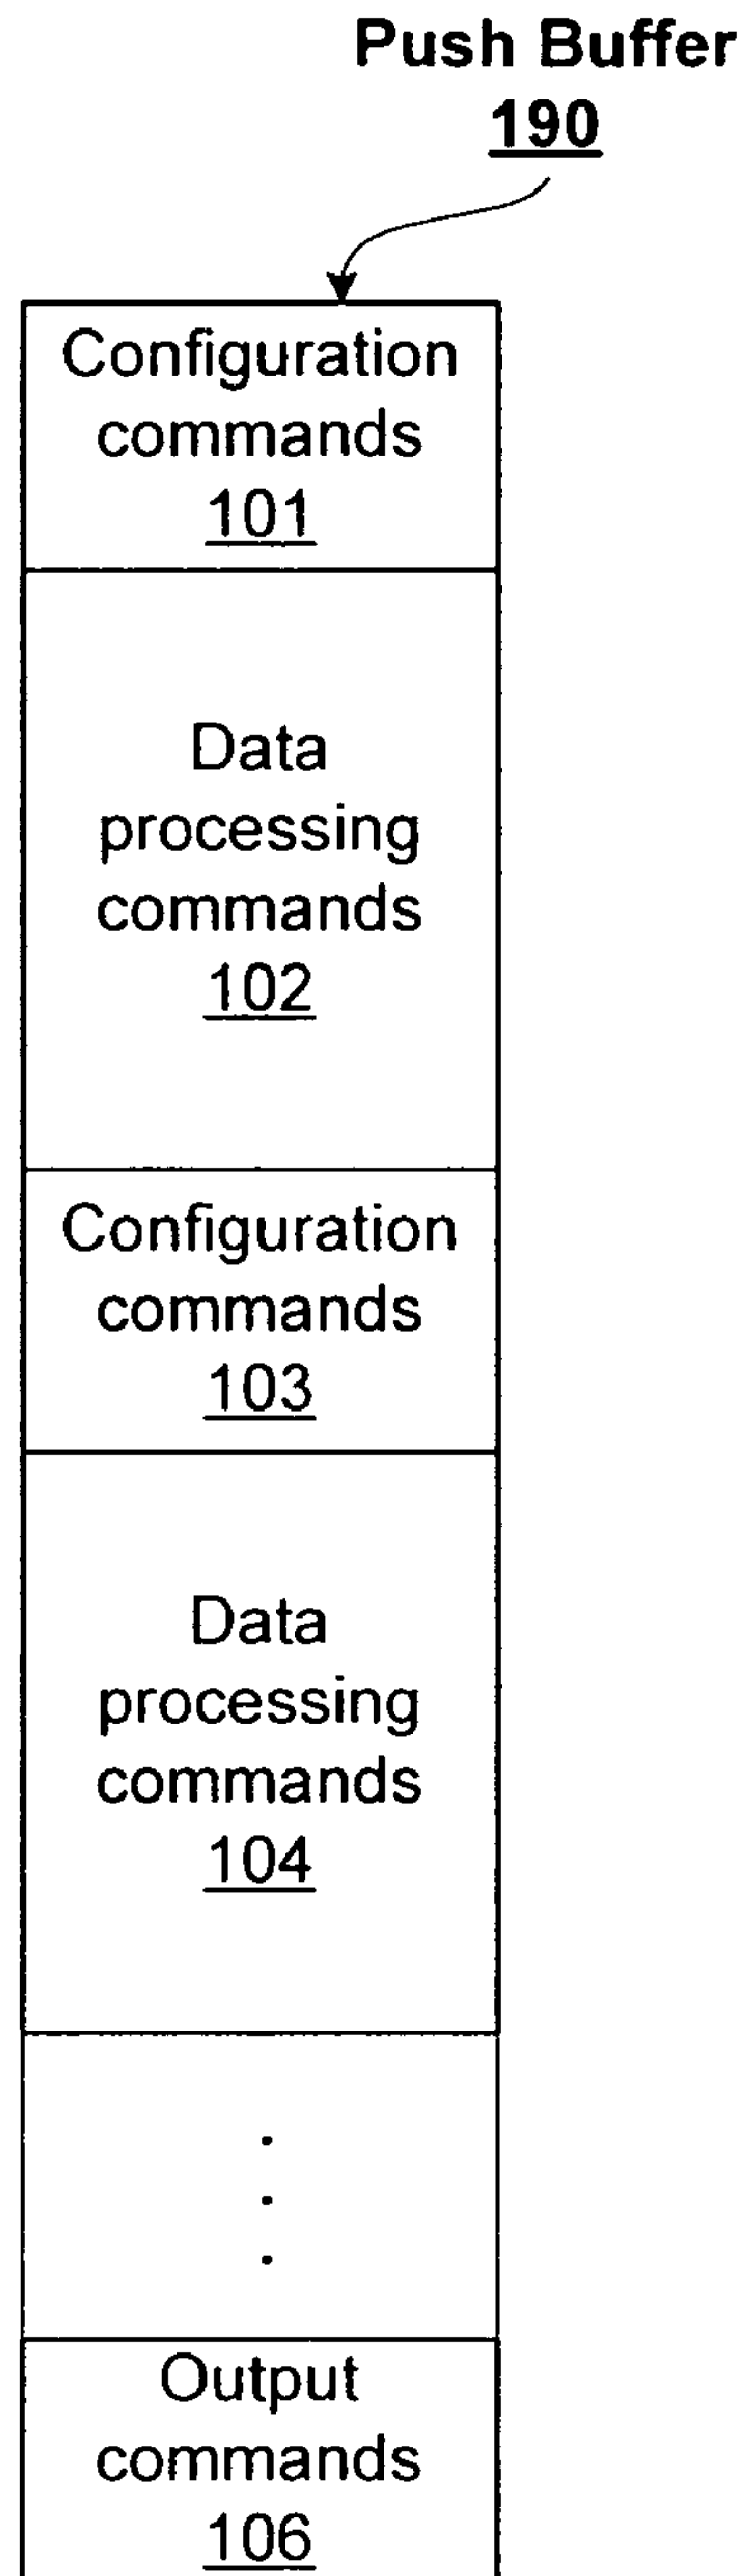 Push Buffer
190
Configuration
commands
101
Data
processing
commands
102
Configuration
commands
103
Data
processing
commands
104
.
.
.
Output
commands
106